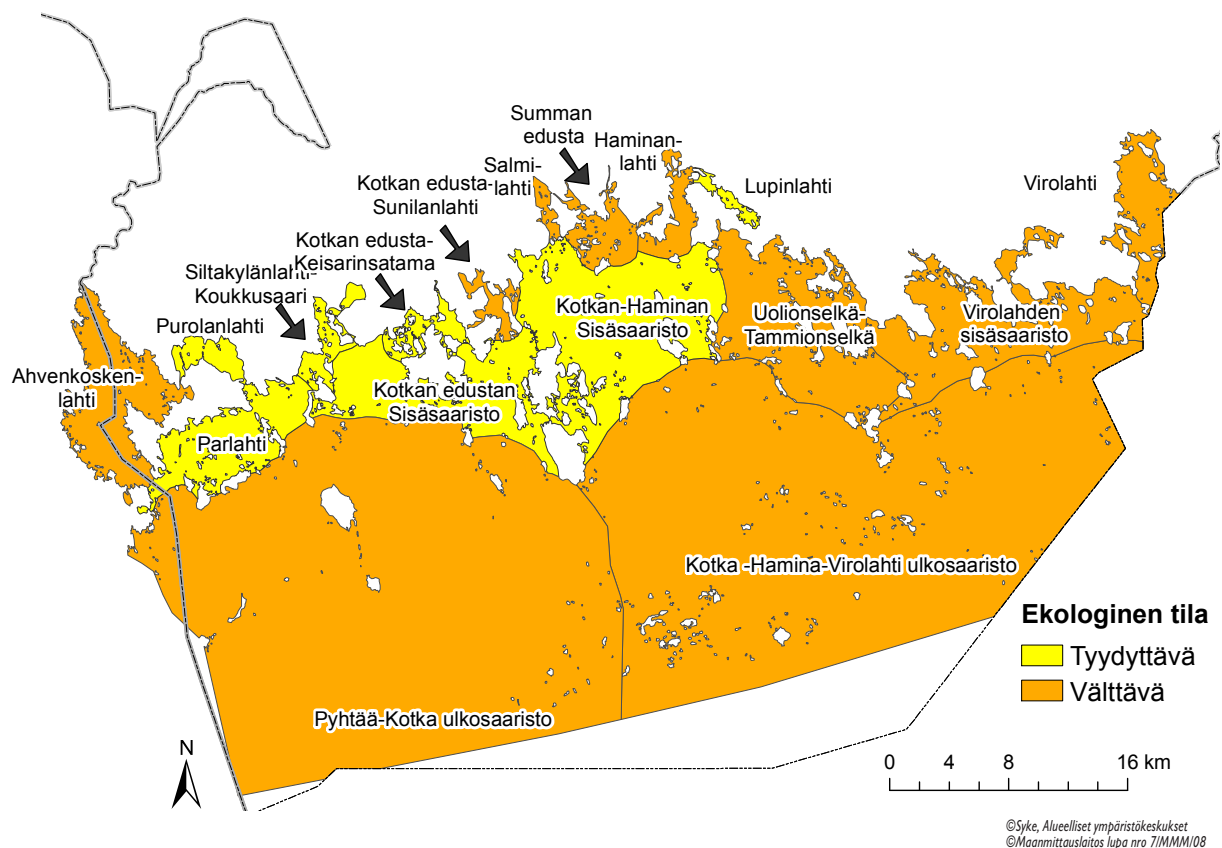 Summan
edusta
Haminan-
lahti
Salmi-
lahti
Kotkan edusta-
Sunilanlahti
Lupinlahti
Virolahti
Kotkan edusta-
Keisarinsatama
Siltakylänlahti-
Koukkusaari
Purolanlahti
Kotkan-Haminan
Sisäsaaristo
Uolionselkä-
Tammionselkä
Virolahden
sisäsaaristo
Ahvenkosken-
lahti
Kotkan edustan
Sisäsaaristo
Parlahti
Kotka -Hamina-Virolahti ulkosaaristo
Pyhtää-Kotka ulkosaaristo
Ekologinen tila
Tyydyttävä
Välttävä
N
0 4 8 16 km
©Syke, Alueelliset ympäristökeskukset
©Maanmittauslaitos lupa nro 7/MMM/08